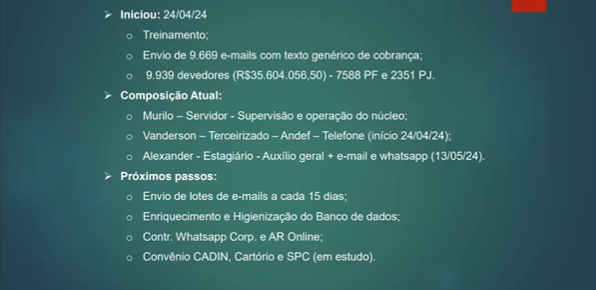 Iniciou: 24/04/24
Treinamento;
Envio de 9.669 e-mails com texto genérico de cobrança;
9.939 devedores (R$35.604.056,50) - 7588 PF e 2351 PJ.
Composição Atual:
Murilo – Servidor - Supervisão e operação do núcleo;
Vanderson – Terceirizado – Andef – Telefone (início 24/04/24);
Alexander - Estagiário - Auxílio geral + e-mail e whatsapp (13/05/24).
Próximos passos:
Envio de lotes de e-mails a cada 15 dias;
Enriquecimento e Higienização do Banco de dados;
Contr. Whatsapp Corp. e AR Online;
Convênio CADIN, Cartório e SPC (em estudo).